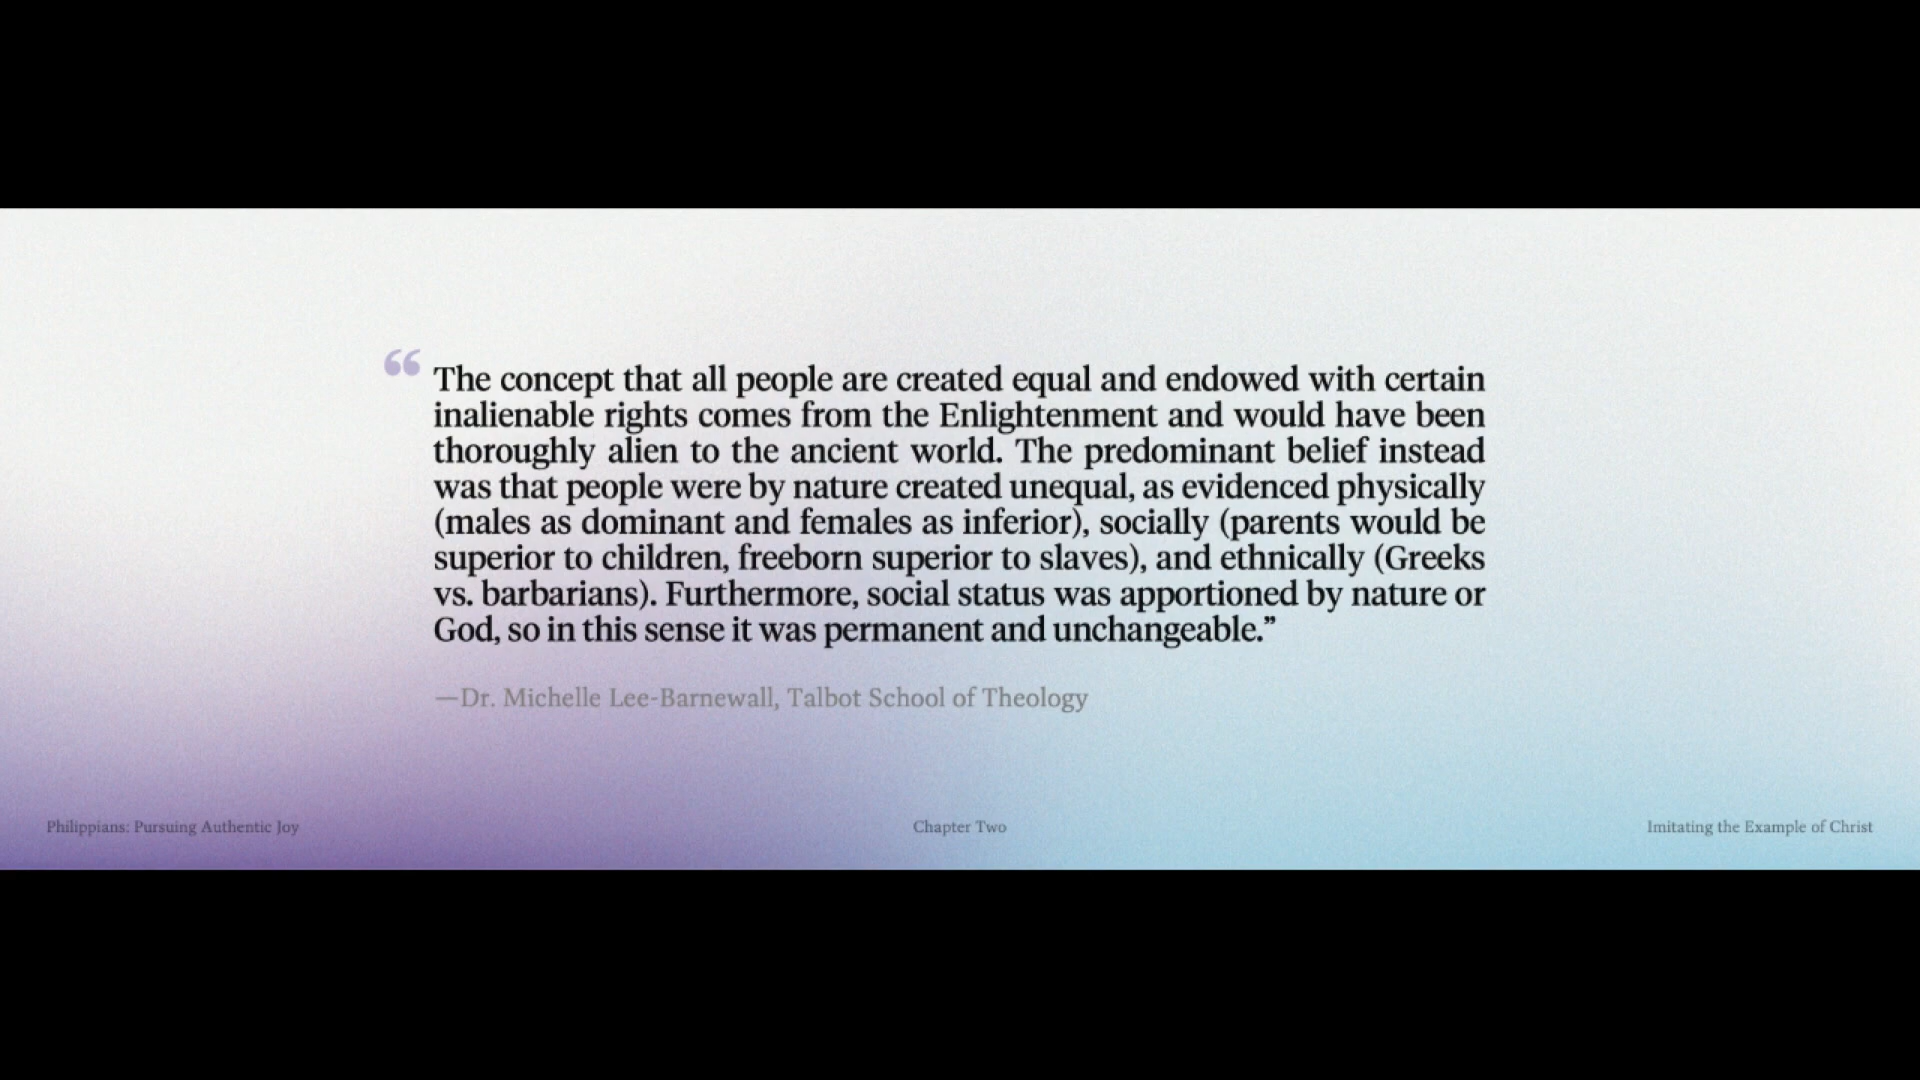 “The concept that all people are created equal and endowed with certain
inalienable rights comes from the Enlightenment and would have been
thoroughly alien to the ancient world. The predominant belief instead
was that people were by nature created unequal, as evidenced physically
(males as dominant and females as inferior), socially (parents would be
superior to children, freeborn superior to slaves), and ethnically (Greeks
vs. barbarians). Furthermore, social status was apportioned by nature or
God, so in this sense it was permanent and unchangeable.”
—Dr. Michelle Lee-Barnewall, Talbot School of Theology
Philippians: Pursuing Authentic Joy
Chapter Two
Imitating the Example of Christ